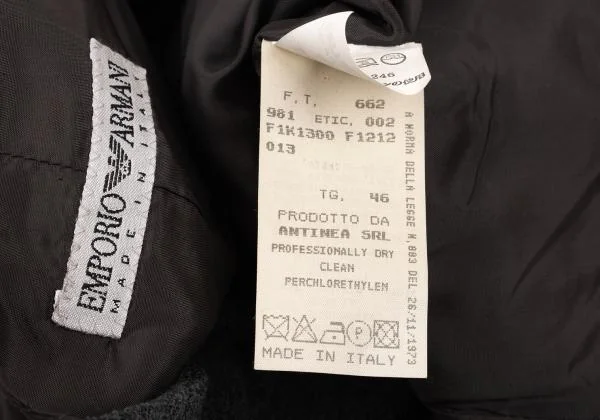 EMPORIO ARMANI
MADE IN ITALY
246
F.T. 662
981 ETIC. 002
F1K1300 F1212
013
TG. 46
PRODOTTO DA
ANTINEA SRL
PROFESSIONALLY DRY
CLEAN
PERCHLORETHYLEN
P
MADE IN ITALY
A NORMA DELLA LEGGE N.883 DEL 26/11/1973